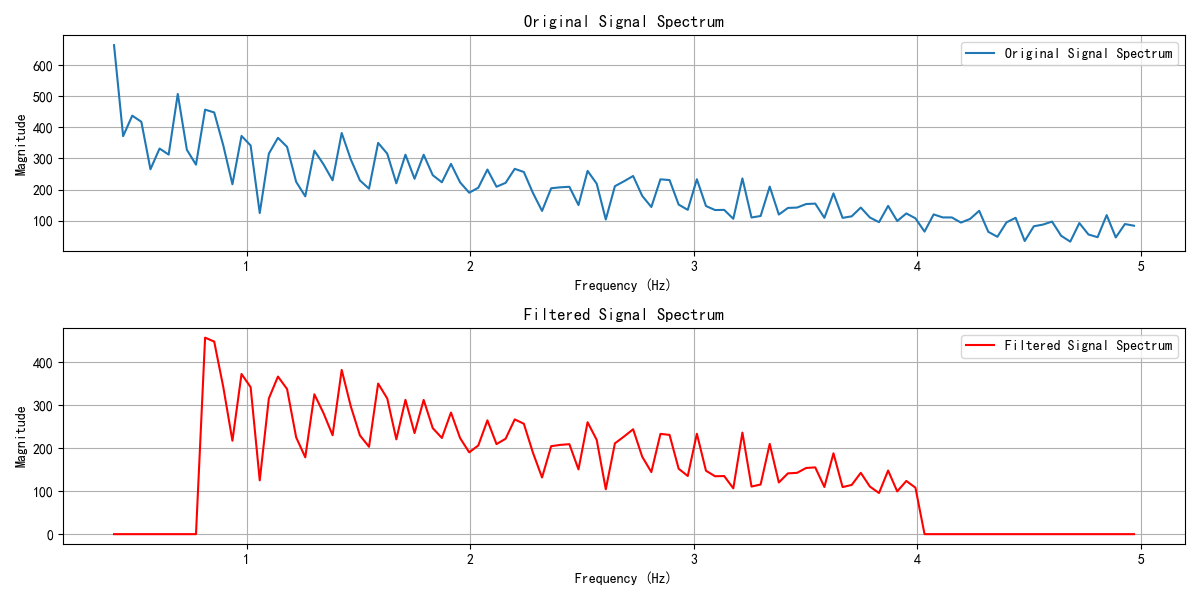 Original Signal Spectrum
Original Signal Spectrum
Magnitude
600
500
400
300
200
100
1
2
3
4
5
Frequency (Hz)
Filtered Signal Spectrum
Filtered Signal Spectrum
Magnitude
400
300
200
100
0
1
2
3
4
5
Frequency (Hz)